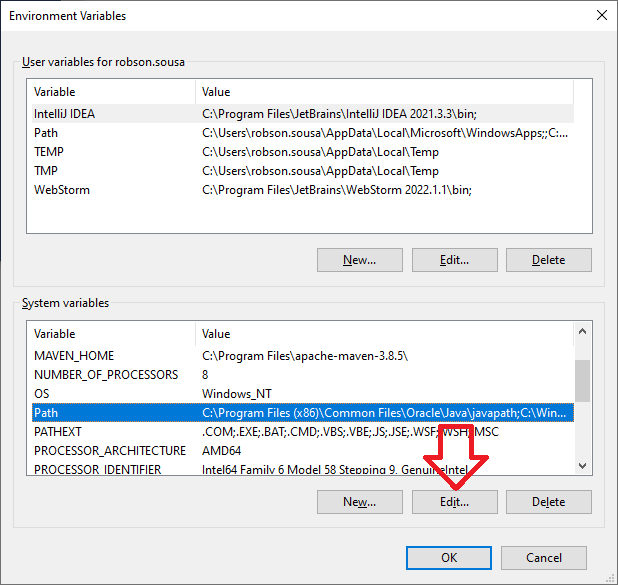 Environment Variables
User variables for robson.sousa
Variable Value
IntelliJ IDEA C:\Program Files\JetBrains\IntelliJ IDEA 2021.3.3\bin;
Path C:\Users\robson.sousa\AppData\Local\Microsoft\WindowsApps;;C:...
TEMP C:\Users\robson.sousa\AppData\Local\Temp
TMP C:\Users\robson.sousa\AppData\Local\Temp
WebStorm C:\Program Files\JetBrains\WebStorm 2022.1.1\bin;
New... Edit... Delete
System variables
Variable Value
MAVEN_HOME C:\Program Files\apache-maven-3.8.5\
NUMBER_OF_PROCESSORS 8
OS Windows_NT
Path C:\Program Files (x86)\Common Files\Oracle\Java\javapath;C:\Win...
PATHEXT .COM;.EXE;.BAT;.CMD;.VBS;.VBE;.JS;.JSE;.WSF;.WSH;.MSC
PROCESSOR_ARCHITECTURE AMD64
PROCESSOR_IDENTIFIER Intel64 Family 6 Model 58 Stepping 9, GenuineIntel
New... Edit... Delete
OK Cancel